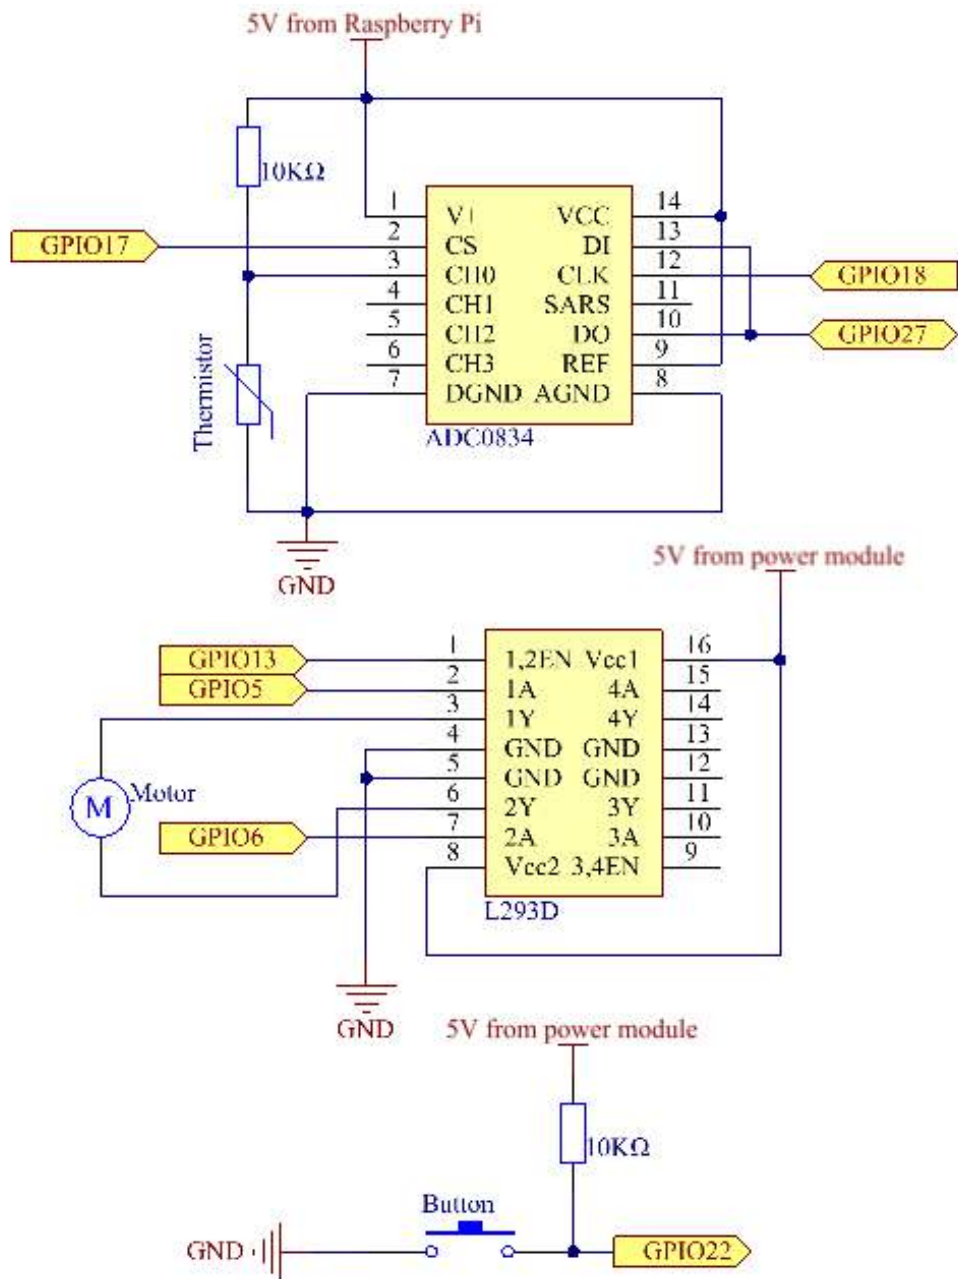 5V from Raspberry Pi
10KΩ
1 V+ VCC 14
GPIO17 2 CS DI 13
3 CH0 CLK 12 GPIO18
4 CH1 SARS 11
5 CH2 DO 10 GPIO27
6 CH3 REF 9
7 DGND AGND 8
Thermistor
ADC0834
GND
5V from power module
GPIO13 1 1,2EN Vcc1 16
GPIO5 2 1A 4A 15
3 1Y 4Y 14
4 GND GND 13
5 GND GND 12
M Motor 6 2Y 3Y 11
GPIO6 7 2A 3A 10
8 Vcc2 3,4EN 9
L293D
GND
5V from power module
10KΩ
Button
GND
GPIO22